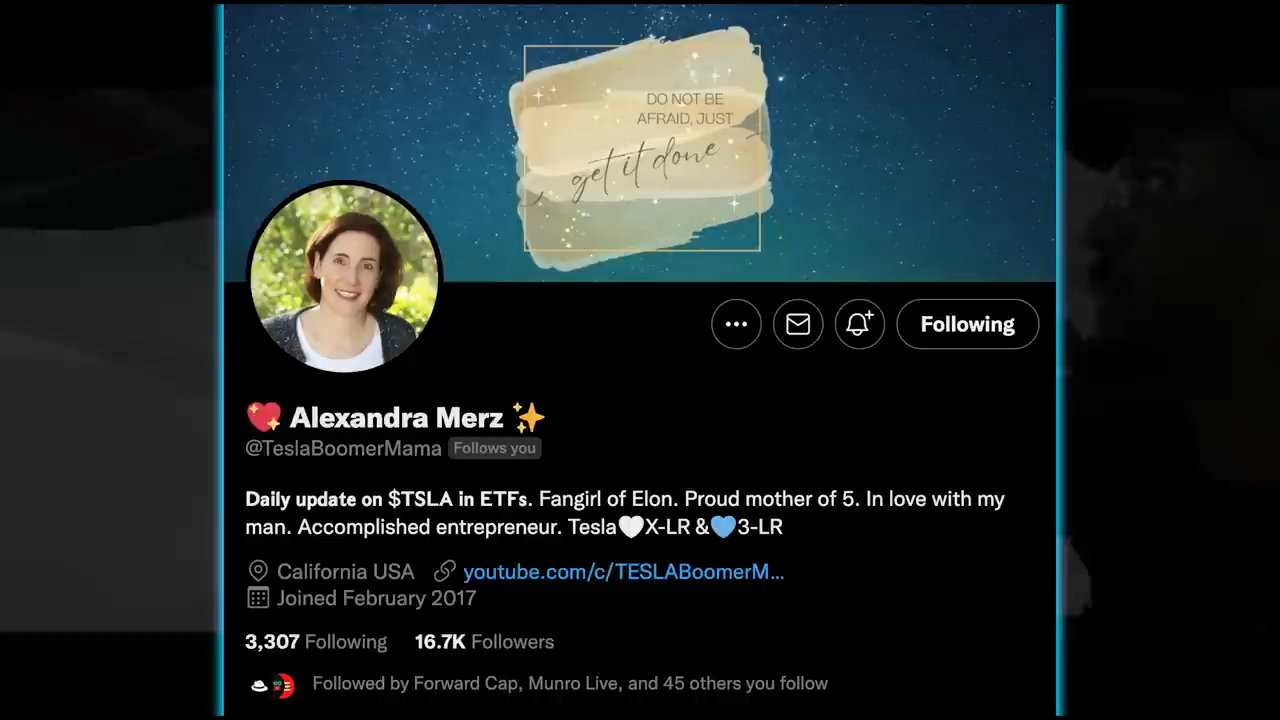 DO NOT BE
AFRAID, JUST
get it done
Following
💖 Alexandra Merz ✨
@TeslaBoomerMama Follows you
Daily update on $TSLA in ETFs. Fangirl of Elon. Proud mother of 5. In love with my
man. Accomplished entrepreneur. Tesla🤍X-LR &💙3-LR
California USA youtube.com/c/TESLABoomerM...
Joined February 2017
3,307 Following 16.7K Followers
Followed by Forward Cap, Munro Live, and 45 others you follow